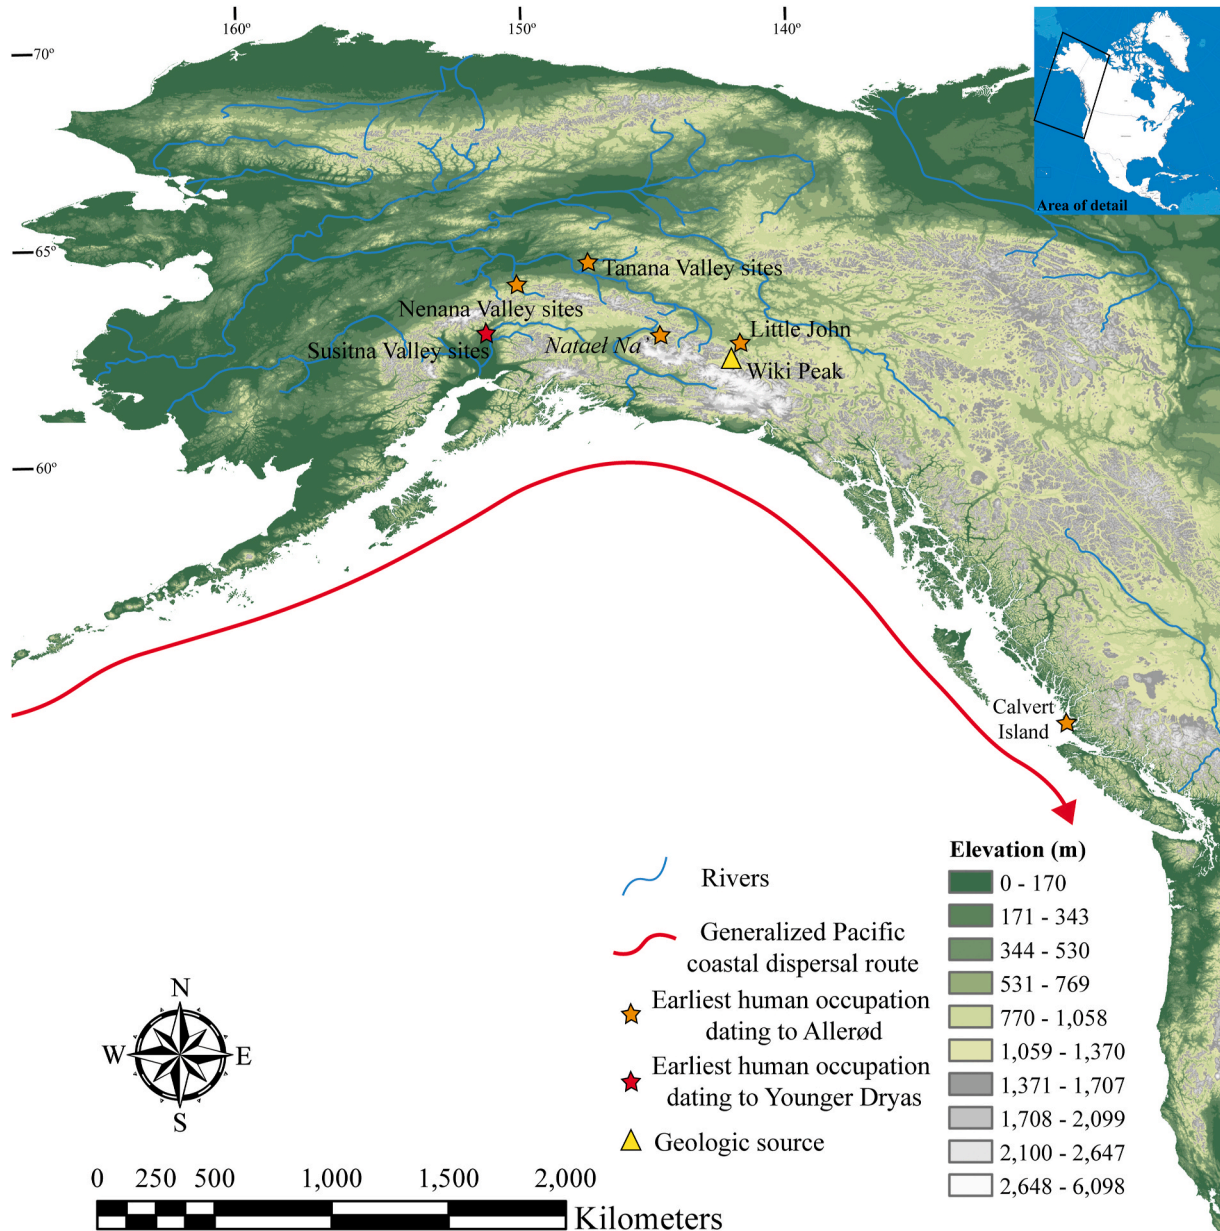 160º
150º
140º
70º
Area of detail
65º
Tanana Valley sites
Nenana Valley sites
Little John
Susitna Valley sites
Natael Na'
Wiki Peak
60º
Calvert
Island
Elevation (m)
0 - 170
171 - 343
344 - 530
531 - 769
770 - 1,058
1,059 - 1,370
1,371 - 1,707
1,708 - 2,099
2,100 - 2,647
2,648 - 6,098
Rivers
Generalized Pacific
coastal dispersal route
Earliest human occupation
dating to Allerød
Earliest human occupation
dating to Younger Dryas
Geologic source
N
W
E
S
0 250 500 1,000 1,500 2,000
Kilometers